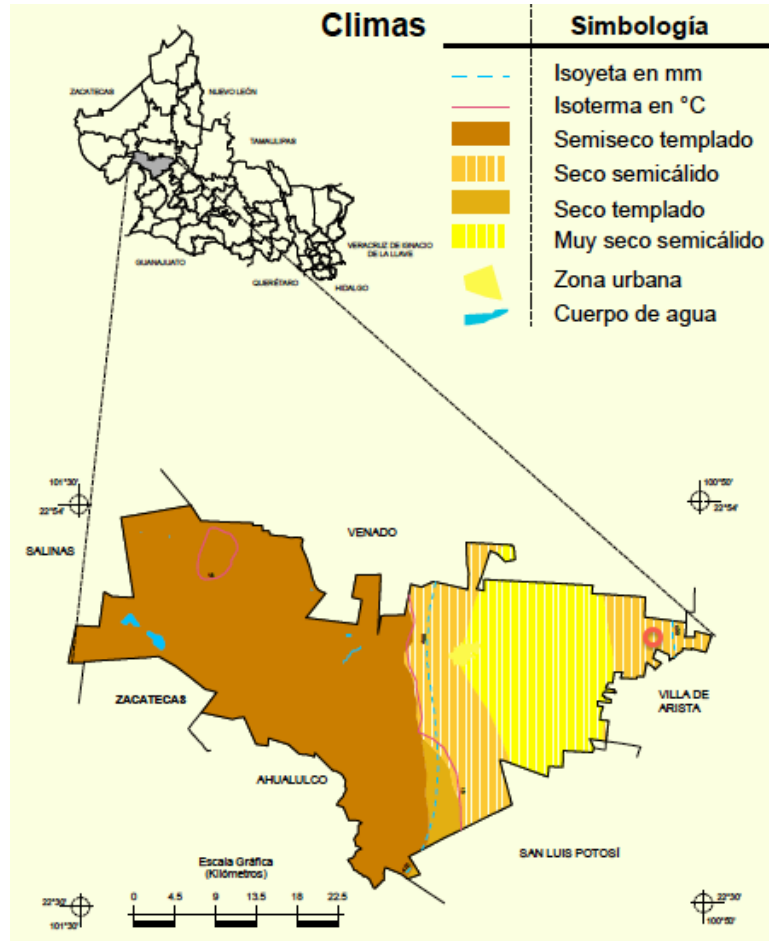 Climas
Simbología
Isoyeta en mm
Isoterma en °C
Semiseco templado
Seco semicálido
Seco templado
Muy seco semicálido
Zona urbana
Cuerpo de agua
ZACATECAS
NUEVO LEÓN
TAMAULIPAS
VERACRUZ DE IGNACIO
DE LA LLAVE
GUANAJUATO
QUERÉTARO
HIDALGO
101°30'
22°54'
100°50'
22°54'
SALINAS
VENADO
ZACATECAS
VILLA DE
ARISTA
AHUALULCO
SAN LUIS POTOSÍ
Escala Gráfica
(Kilómetros)
0 4.5 9 13.5 18 22.5
22°30'
101°30'
22°30'
100°50'